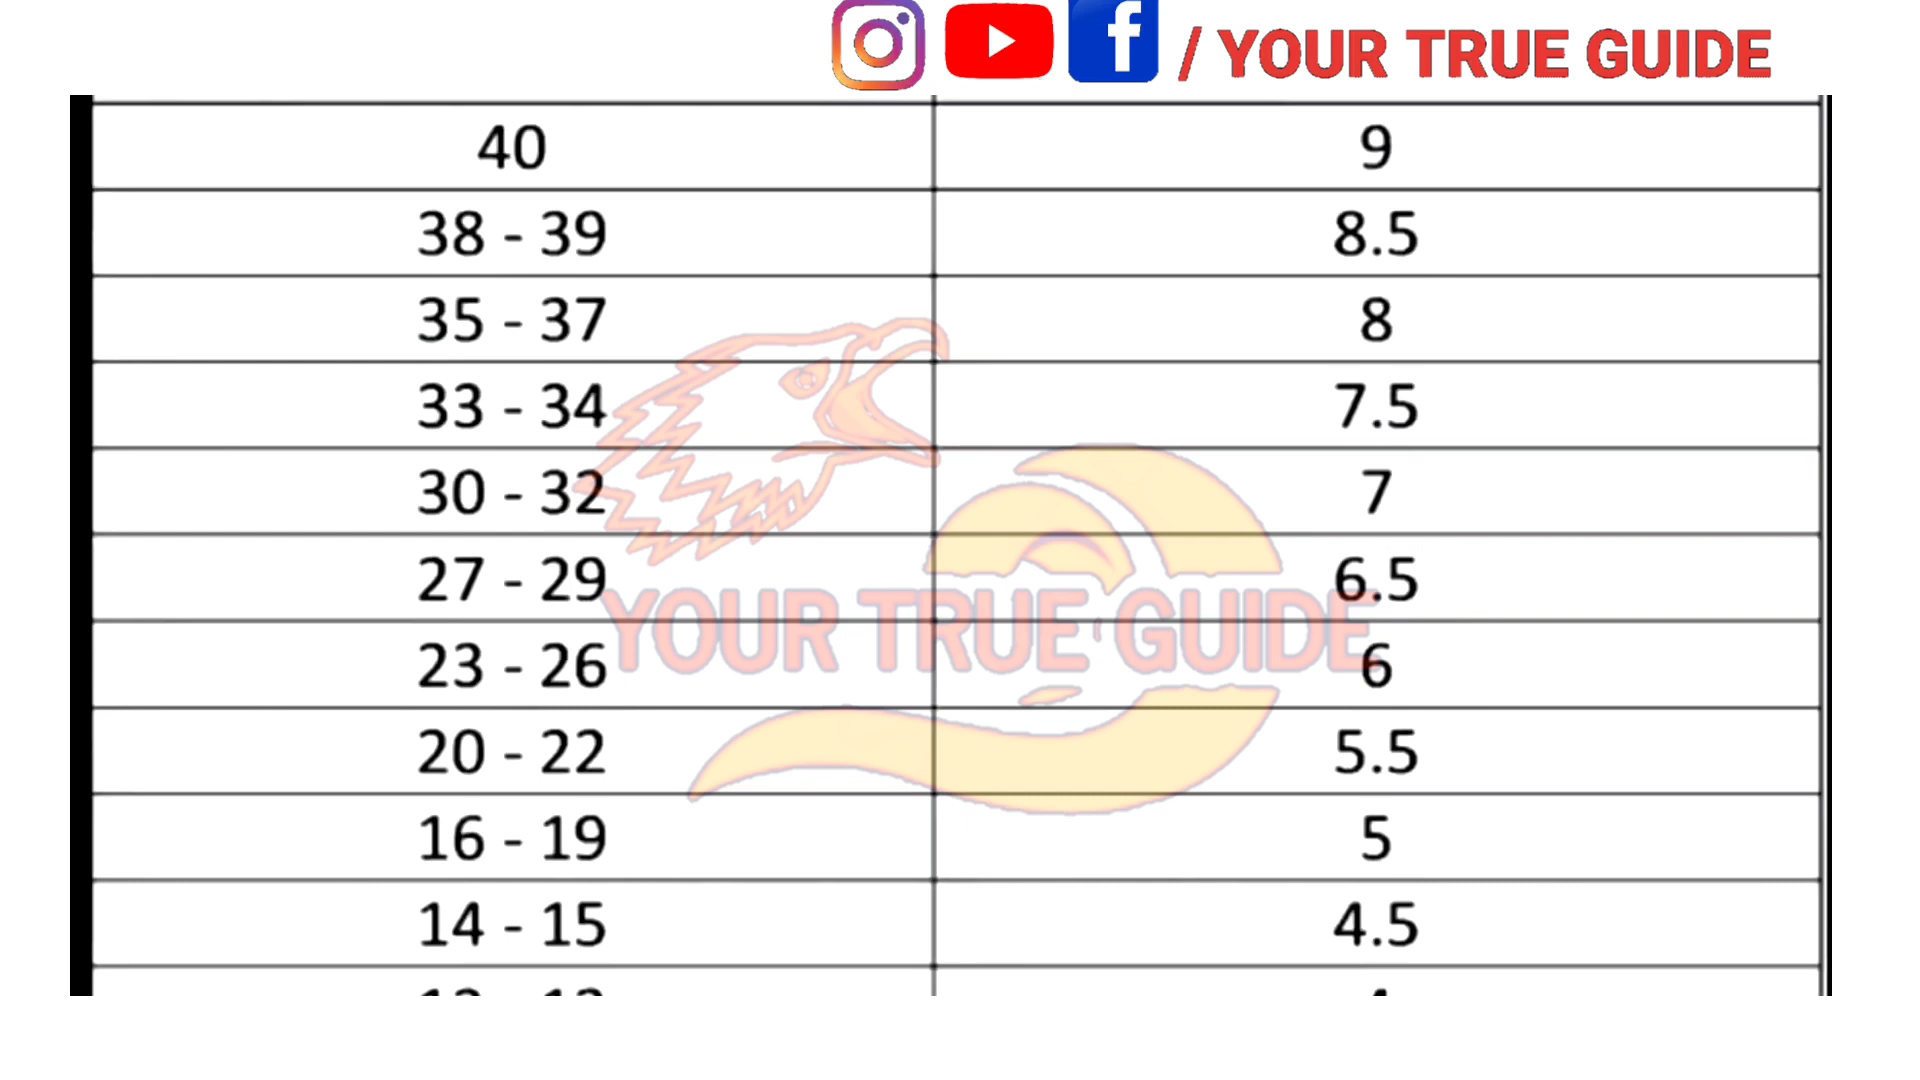 / YOUR TRUE GUIDE
40 9
38 - 39 8.5
35 - 37 8
33 - 34 7.5
30 - 32 7
27 - 29 6.5
23 - 26 6
20 - 22 5.5
16 - 19 5
14 - 15 4.5
YOUR TRUE GUIDE